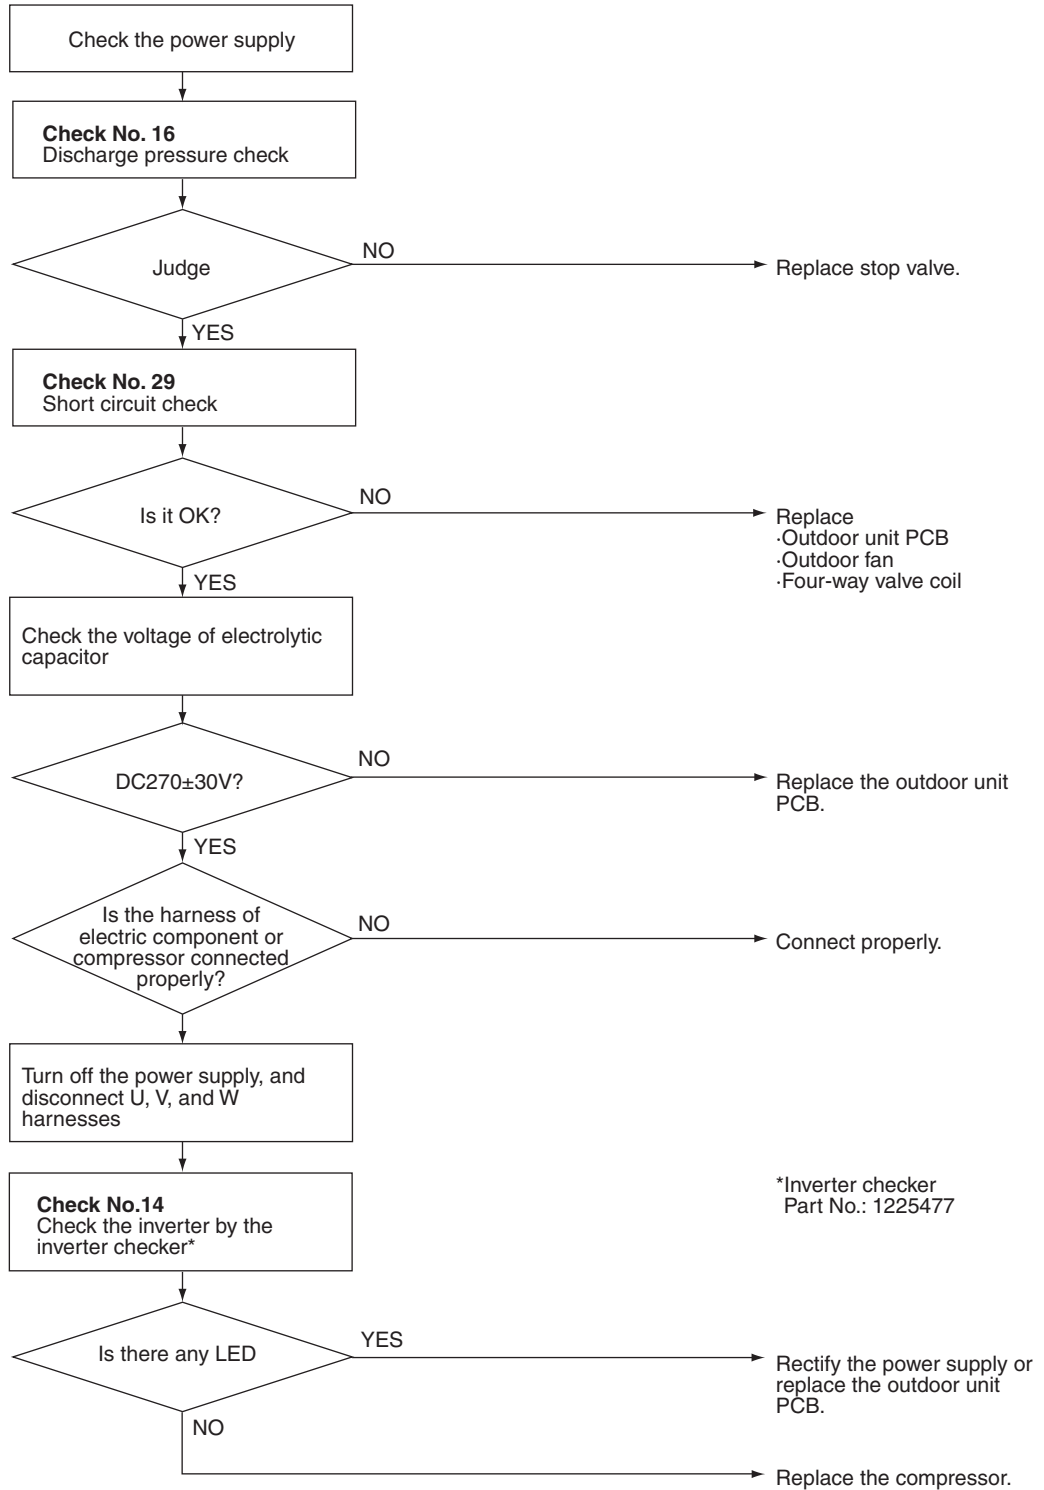 Check the power supply
Check No. 16
Discharge pressure check
Judge
NO
Replace stop valve.
YES
Check No. 29
Short circuit check
Is it OK?
NO
Replace
·Outdoor unit PCB
·Outdoor fan
·Four-way valve coil
YES
Check the voltage of electrolytic
capacitor
DC270±30V?
NO
Replace the outdoor unit
PCB.
YES
Is the harness of
electric component or
compressor connected
properly?
NO
Connect properly.
Turn off the power supply, and
disconnect U, V, and W
harnesses
Check No.14
Check the inverter by the
inverter checker*
*Inverter checker
Part No.: 1225477
Is there any LED
YES
Rectify the power supply or
replace the outdoor unit
PCB.
NO
Replace the compressor.